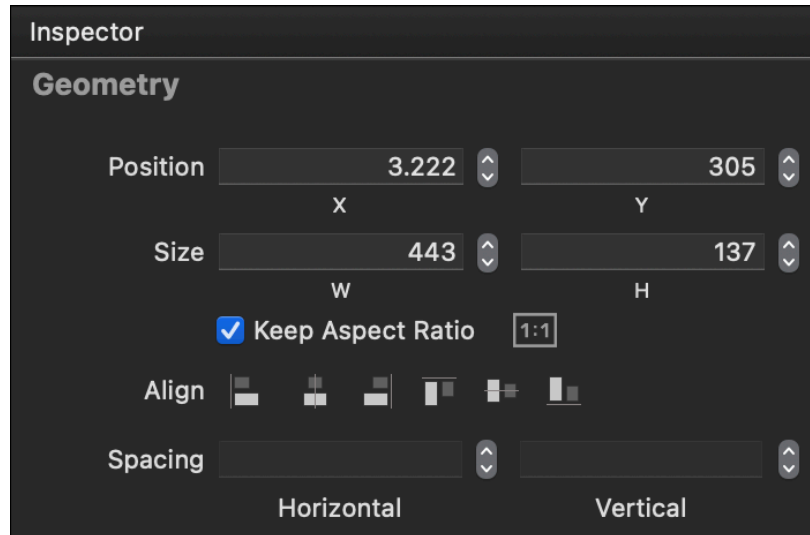 Inspector
Geometry
Position 3.222 305
X Y
Size 443 137
W H
Keep Aspect Ratio 1:1
Align
Spacing
Horizontal Vertical